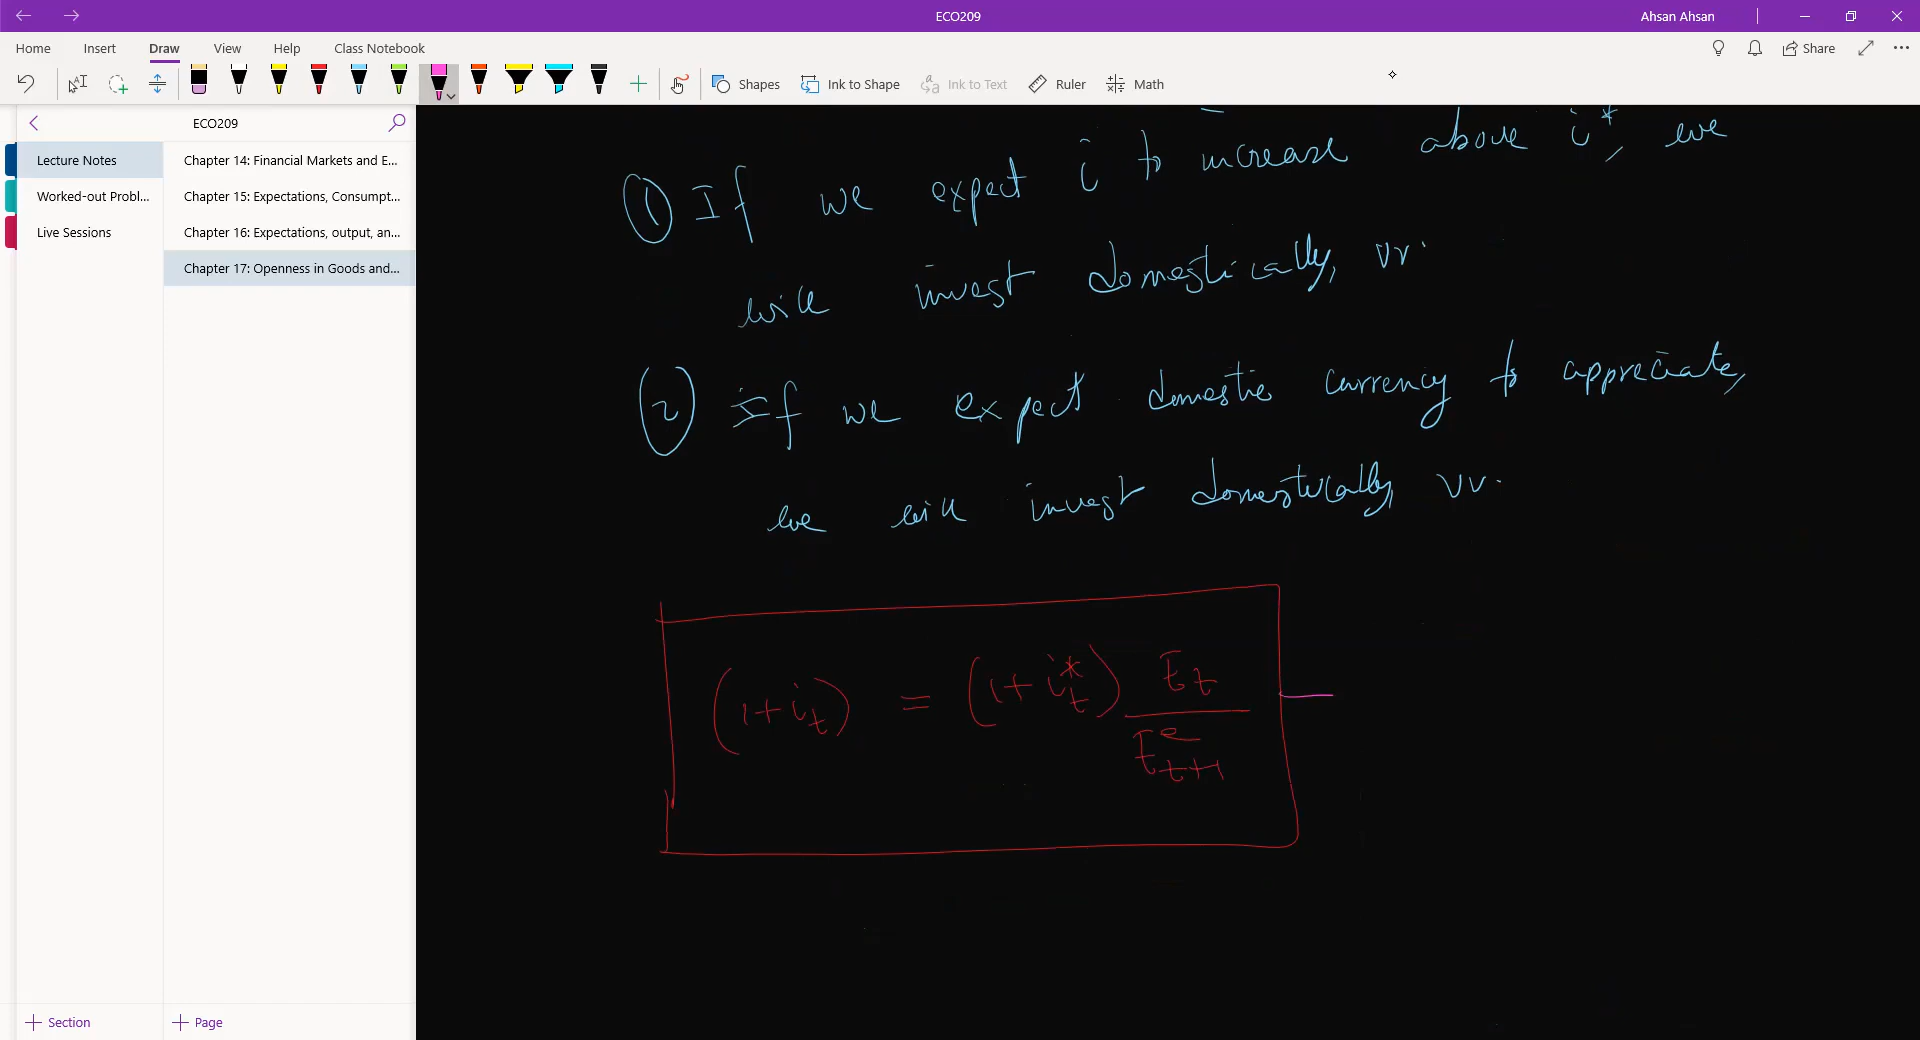 ECO209
Ahsan Ahsan
Home Insert Draw View Help Class Notebook
Share
Shapes Ink to Shape Ink to Text Ruler Math
ECO209
Lecture Notes
Worked-out Probl...
Live Sessions
Chapter 14: Financial Markets and E...
Chapter 15: Expectations, Consumpt...
Chapter 16: Expectations, output, an...
Chapter 17: Openness in Goods and...
① If we expect i to increase above i*, we
will invest domestically, vv.
② If we expect domestic currency to appreciate,
we will invest domestically, vv.
(1+i_t) = (1+i*_t) E_t / E^e_{t+1}
+ Section
+ Page